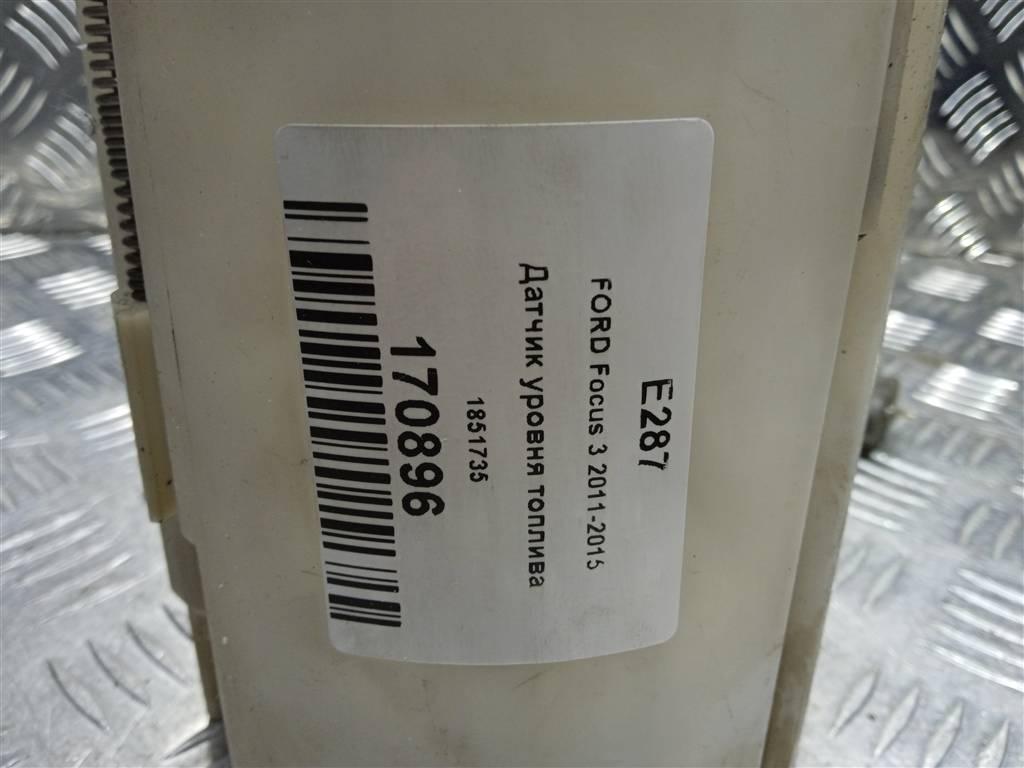 E287
FORD Focus 3 2011-2015
Датчик уровня топлива
1851735
170896